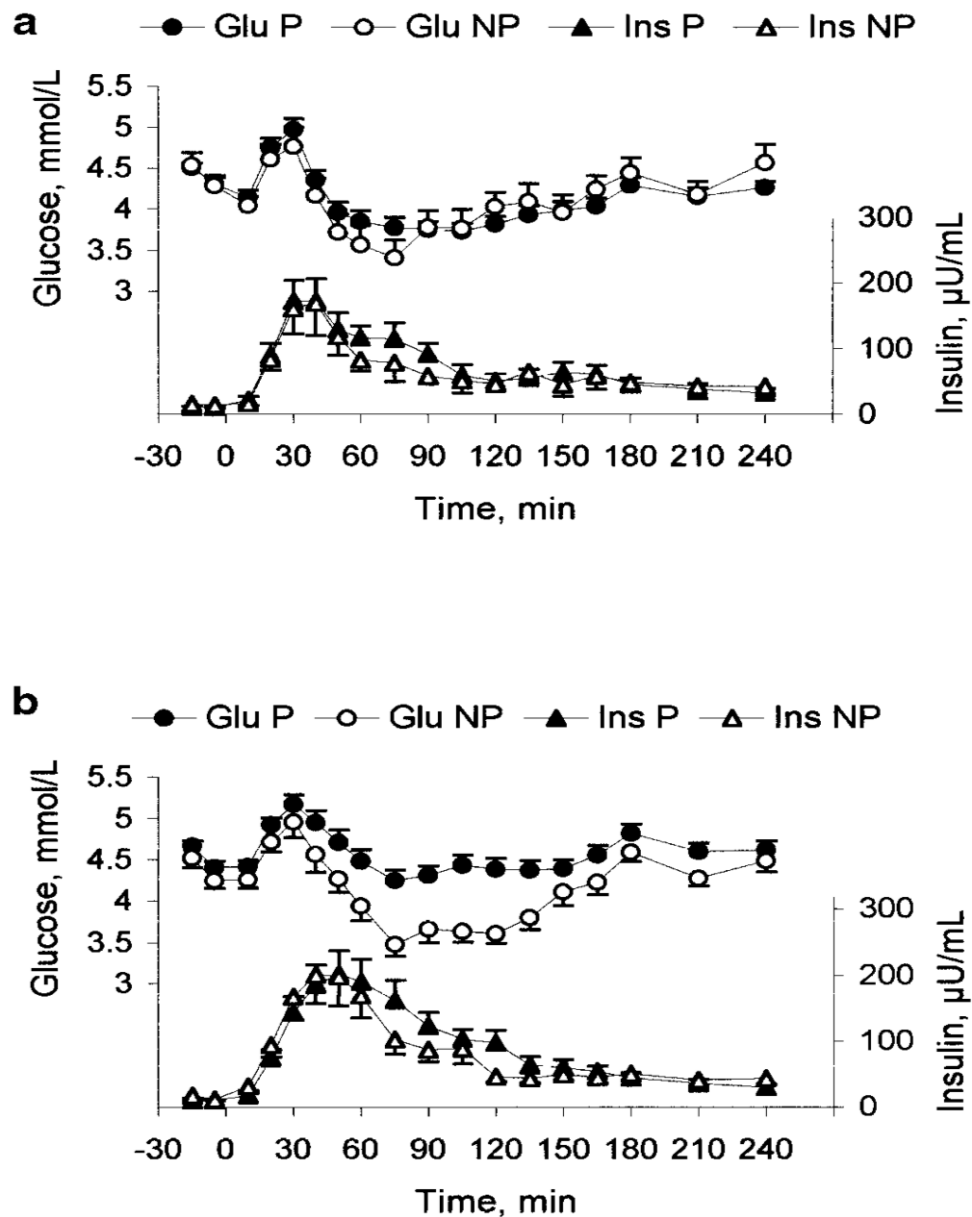 a
Glu P Glu NP Ins P Ins NP
Glucose, mmol/L
5.5
5
4.5
4
3.5
3
Insulin, µU/mL
300
200
100
0
-30 0 30 60 90 120 150 180 210 240
Time, min
b
Glu P Glu NP Ins P Ins NP
Glucose, mmol/L
5.5
5
4.5
4
3.5
3
Insulin, µU/mL
300
200
100
0
-30 0 30 60 90 120 150 180 210 240
Time, min